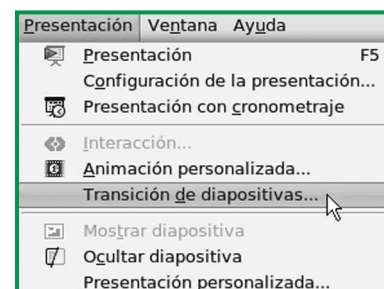 Presentación Ventana Ayuda
Presentación F5
Configuración de la presentación...
Presentación con cronometraje
Interacción...
Animación personalizada...
Transición de diapositivas...
Mostrar diapositiva
Ocultar diapositiva
Presentación personalizada...